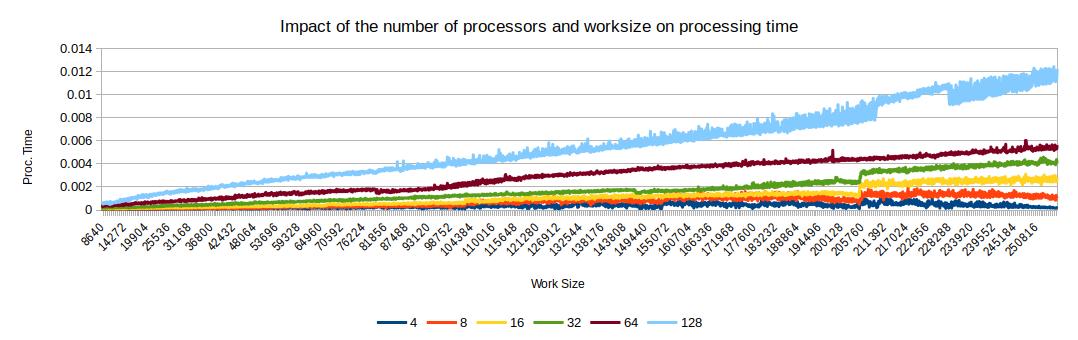 Impact of the number of processors and worksize on processing time
0.014
0.012
0.01
0.008
0.006
0.004
0.002
0
Proc. Time
8640 14272 19904 25536 31168 36800 42432 48064 53696 59328 64960 70592 76224 81856 87488 93120 98752 104384 110016 115648 121280 126912 132544 138176 143808 149440 155072 160704 166336 171968 177600 183232 188864 194496 200128 205760 211392 217024 222656 228288 233920 239552 245184 250816
Work Size
4 8 16 32 64 128